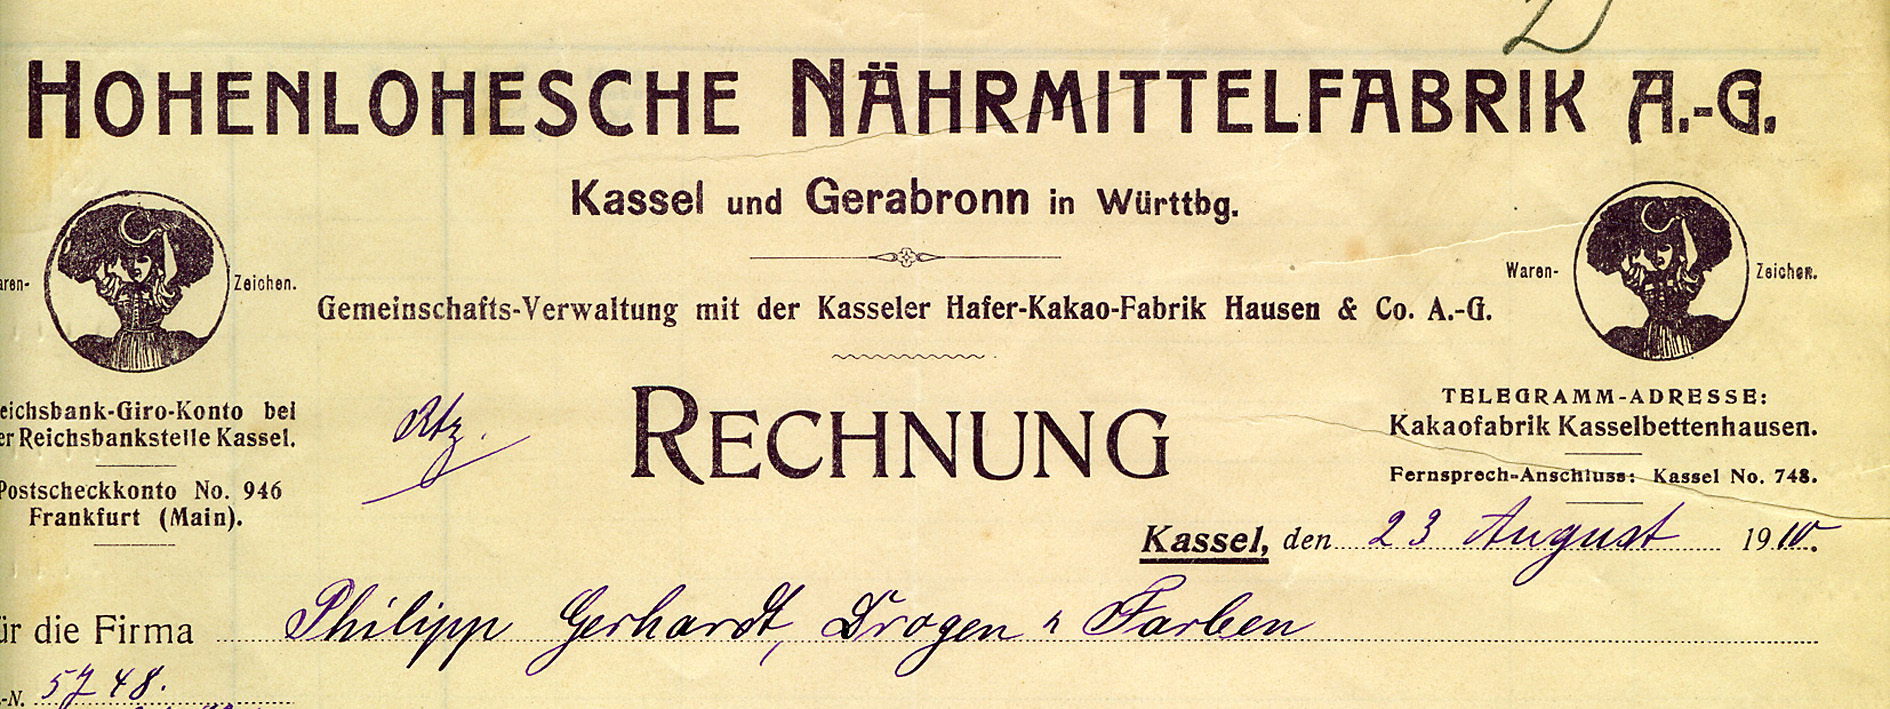 HOHENLOHESCHE NÄHRMITTELFABRIK A.-G.
Kassel und Gerabronn in Württbg.
aren- Zeichen.
Waren- Zeichen.
Gemeinschafts-Verwaltung mit der Kasseler Hafer-Kakao-Fabrik Hausen & Co. A.-G.
eichsbank-Giro-Konto bei
er Reichsbankstelle Kassel.
Postscheckkonto No. 946
Frankfurt (Main).
RECHNUNG
TELEGRAMM-ADRESSE:
Kakaofabrik Kasselbettenhausen.
Fernsprech-Anschluss: Kassel No. 748.
Kassel, den 23 August 1910.
ür die Firma Philipp Gerhardt, Drogen & Farben
-N. 5748.